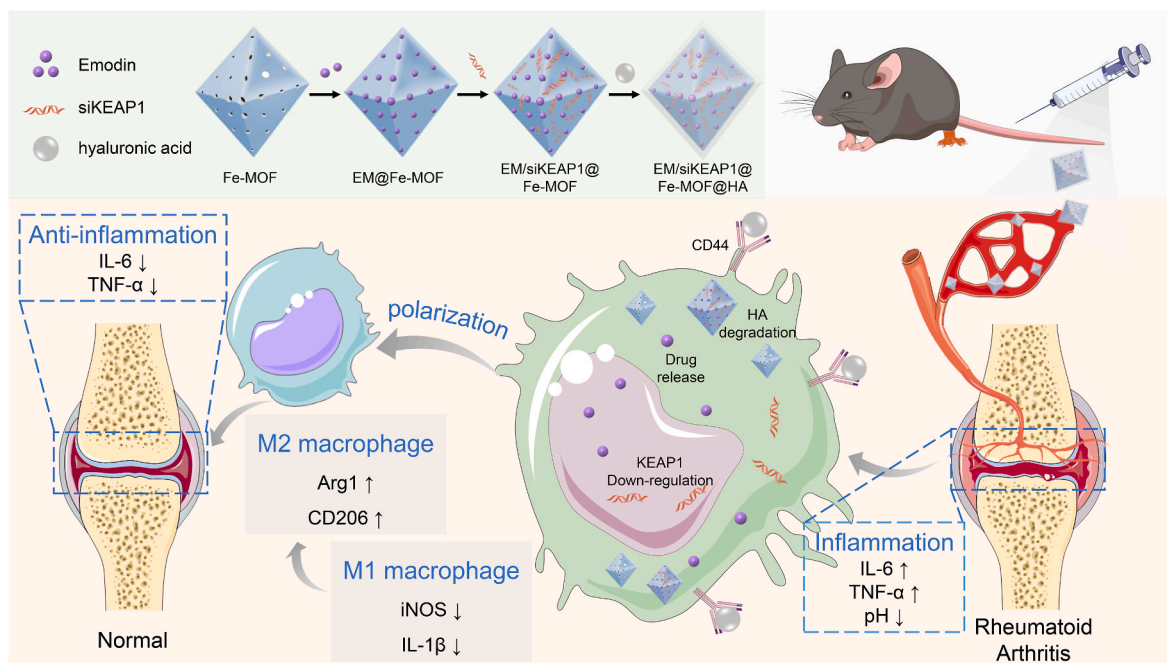 Emodin
siKEAP1
hyaluronic acid
Fe-MOF
EM@Fe-MOF
EM/siKEAP1@
Fe-MOF
EM/siKEAP1@
Fe-MOF@HA
Anti-inflammation
IL-6 ↓
TNF-α ↓
polarization
CD44
HA
degradation
Drug
release
KEAP1
Down-regulation
M2 macrophage
Arg1 ↑
CD206 ↑
M1 macrophage
iNOS ↓
IL-1β ↓
Inflammation
IL-6 ↑
TNF-α ↑
pH ↓
Normal
Rheumatoid
Arthritis